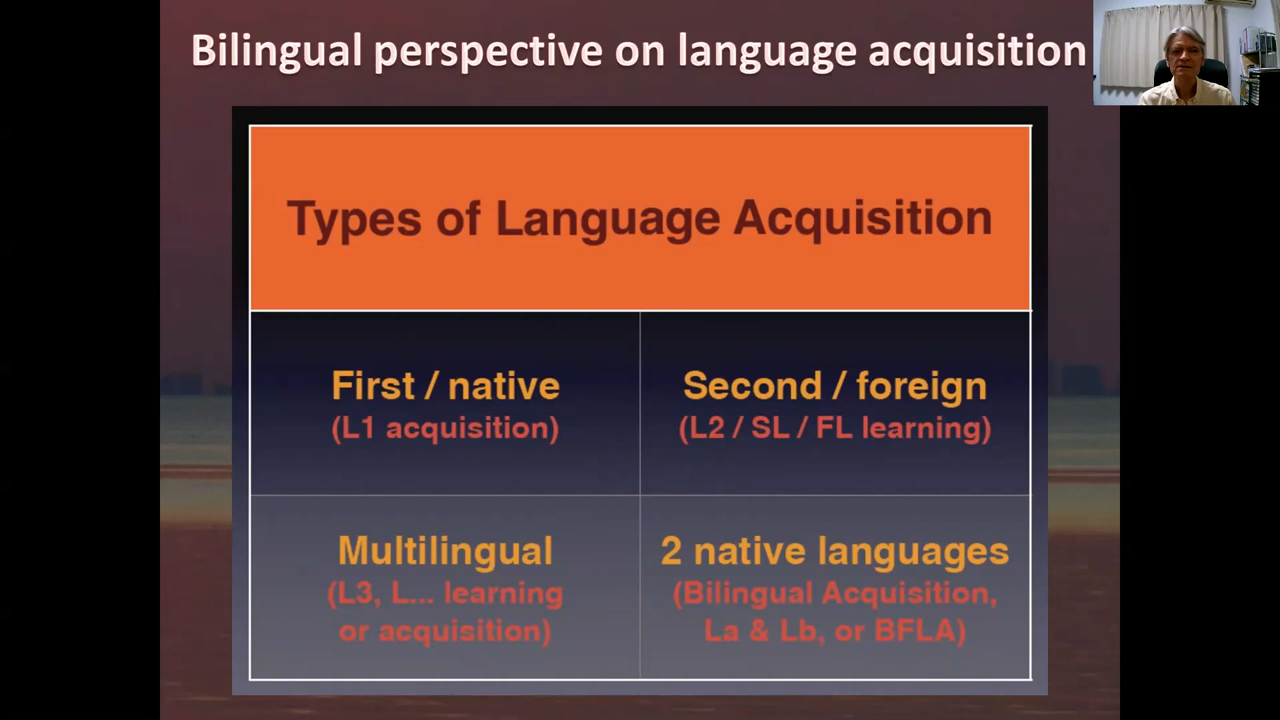 Bilingual perspective on language acquisition
Types of Language Acquisition
First / native
(L1 acquisition)
Second / foreign
(L2 / SL / FL learning)
Multilingual
(L3, L... learning
or acquisition)
2 native languages
(Bilingual Acquisition,
La & Lb, or BFLA)